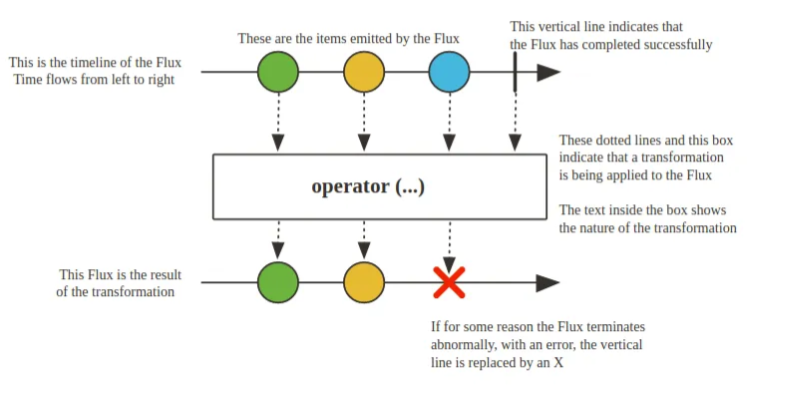 These are the items emitted by the Flux
This vertical line indicates that
the Flux has completed successfully
This is the timeline of the Flux
Time flows from left to right
These dotted lines and this box
indicate that a transformation
is being applied to the Flux
operator (...)
The text inside the box shows
the nature of the transformation
This Flux is the result
of the transformation
If for some reason the Flux terminates
abnormally, with an error, the vertical
line is replaced by an X